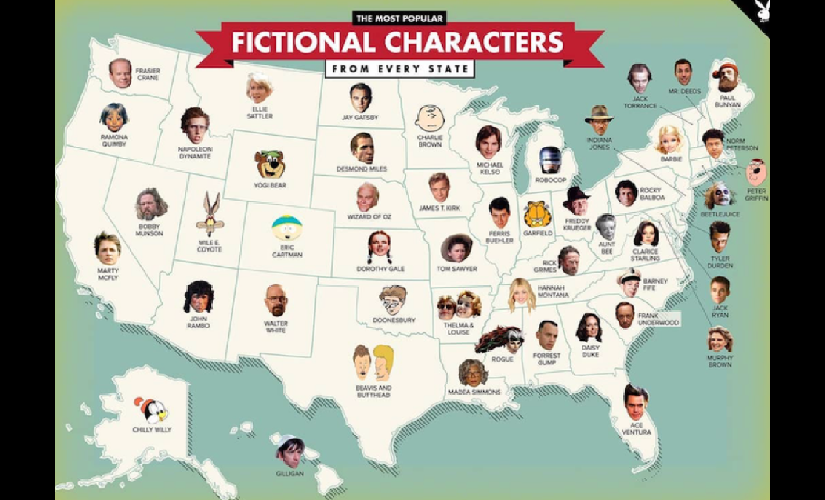 THE MOST POPULAR
FICTIONAL CHARACTERS
FROM EVERY STATE
FRASIER
CRANE
RAMONA
QUIMBY
NAPOLEON
DYNAMITE
ELLIE
SATTLER
JAY GATSBY
CHARLIE
BROWN
MICHAEL
KELSO
ROBOCOP
INDIANA
JONES
JACK
TORRANCE
MR. DEEDS
PAUL
BUNYAN
BARBIE
NORM
PETERSON
PETER
GRIFFIN
YOGI BEAR
DESMOND MILES
WIZARD OF OZ
JAMES T. KIRK
FERRIS
BUEHLER
GARFIELD
FREDDY
KRUEGER
ROCKY
BALBOA
BEETLEJUICE
BOBBY
MUNSON
WILE E.
COYOTE
ERIC
CARTMAN
DOROTHY GALE
TOM SAWYER
RICK
GRIMES
AUNT
BEE
CLARICE
STARLING
TYLER
DURDEN
MARTY
MCFLY
JOHN
RAMBO
WALTER
WHITE
DOONESBURY
THELMA &
LOUISE
HANNAH
MONTANA
BARNEY
FIFE
FRANK
UNDERWOOD
JACK
RYAN
MURPHY
BROWN
BEAVIS AND
BUTTHEAD
MADEA SIMMONS
ROGUE
FORREST
GUMP
DAISY
DUKE
ACE
VENTURA
CHILLY WILLY
GILLIGAN